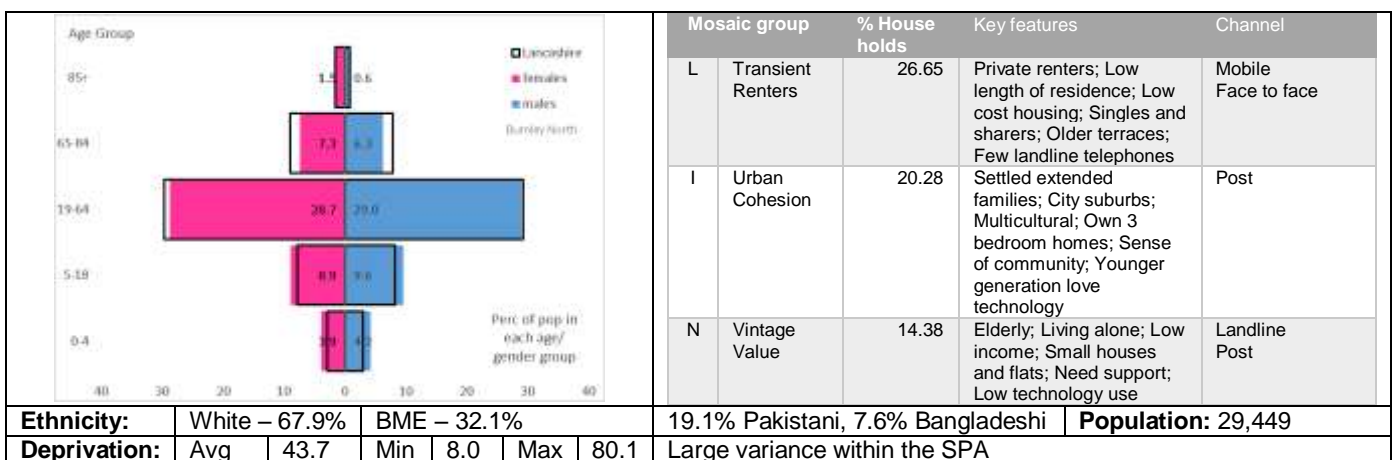 Age Group
Lancashire
85+
1.5
0.6
females
males
Burnley North
65-84
7.3
6.3
19-64
28.7
29.0
5-18
8.9
9.6
Perc of pop in
each age/
gender group
0-4
3.9
40 30 20 10 0 10 20 30 40
Mosaic group % House holds Key features Channel
L Transient Renters 26.65 Private renters; Low
length of residence; Low
cost housing; Singles and
sharers; Older terraces;
Few landline telephones
Mobile
Face to face
I Urban Cohesion 20.28 Settled extended
families; City suburbs;
Multicultural; Own 3
bedroom homes; Sense
of community; Younger
generation love
technology
Post
N Vintage Value 14.38 Elderly; Living alone; Low
income; Small houses
and flats; Need support;
Low technology use
Landline
Post
Ethnicity: White – 67.9% BME – 32.1% 19.1% Pakistani, 7.6% Bangladeshi Population: 29,449
Deprivation: Avg 43.7 Min 8.0 Max 80.1 Large variance within the SPA